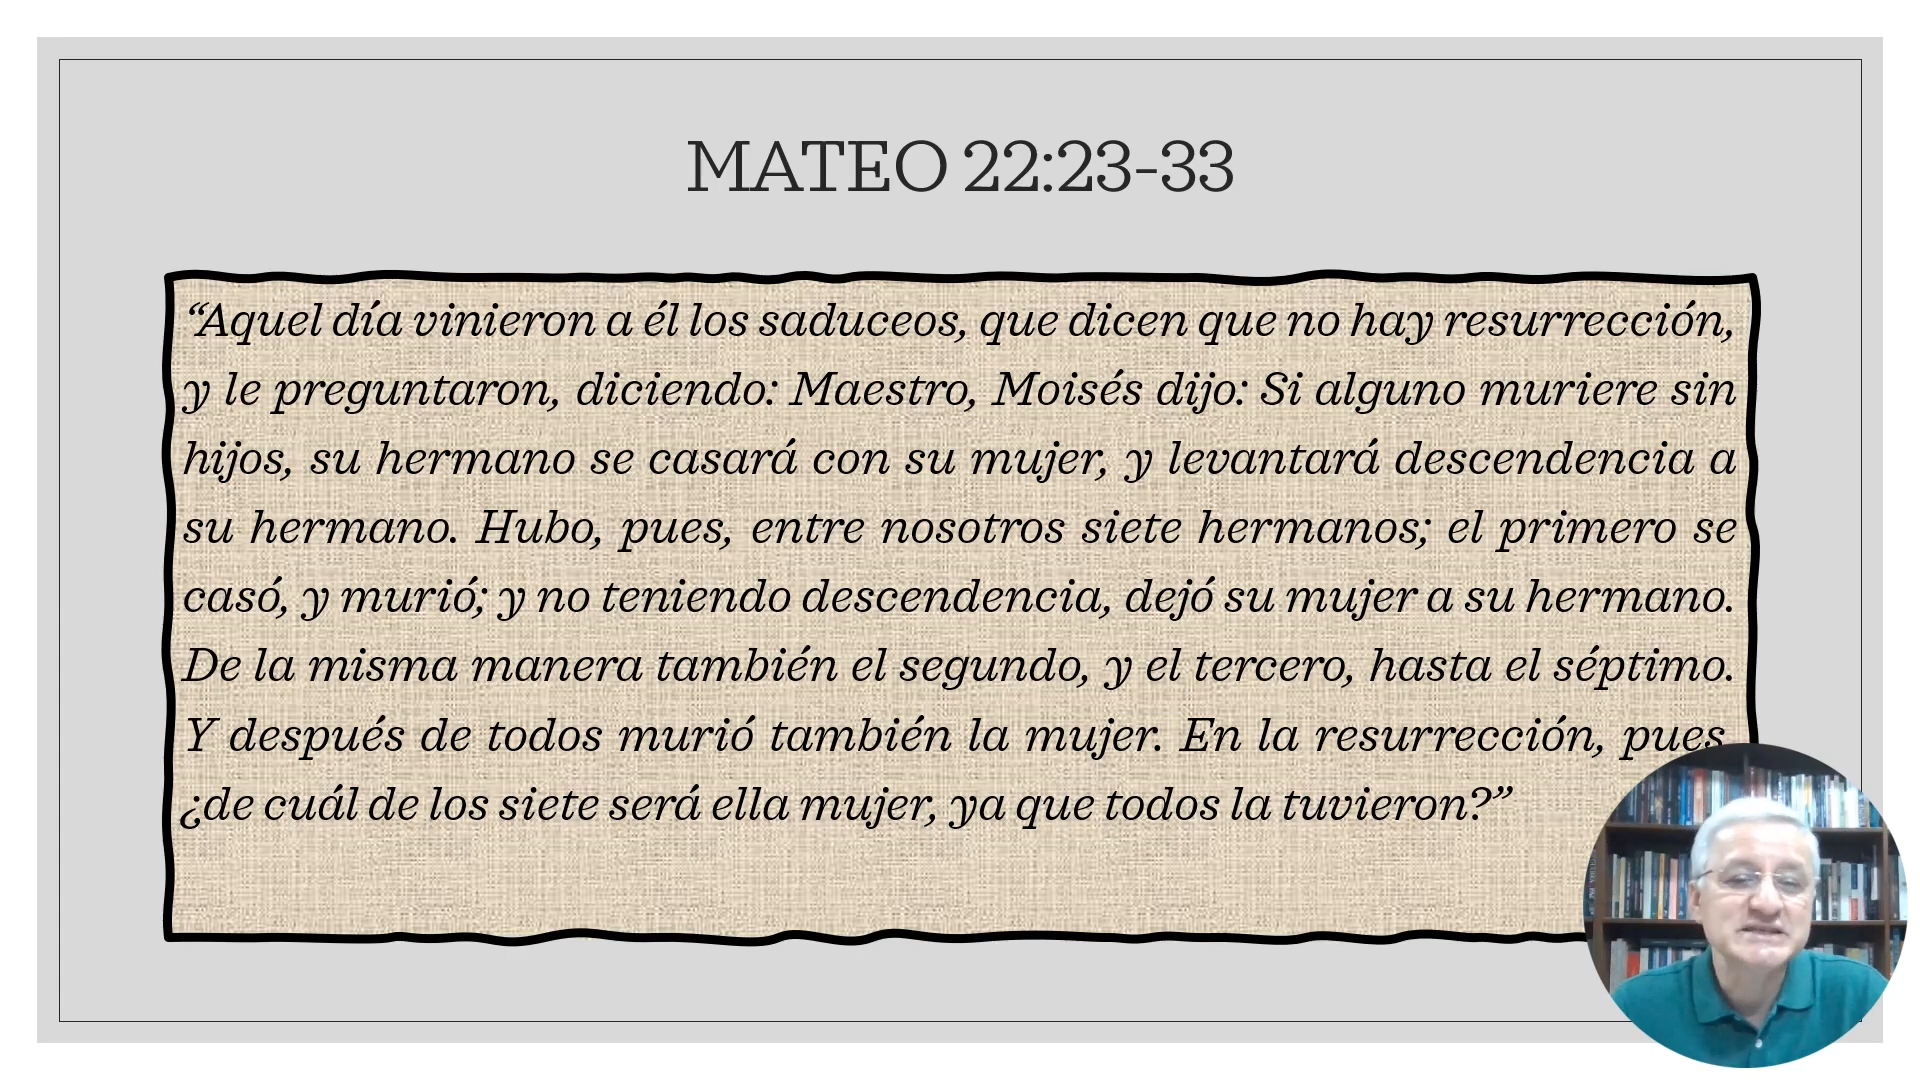 MATEO 22:23-33
“Aquel día vinieron a él los saduceos, que dicen que no hay resurrección,
y le preguntaron, diciendo: Maestro, Moisés dijo: Si alguno muriere sin
hijos, su hermano se casará con su mujer, y levantará descendencia a
su hermano. Hubo, pues, entre nosotros siete hermanos; el primero se
casó, y murió; y no teniendo descendencia, dejó su mujer a su hermano.
De la misma manera también el segundo, y el tercero, hasta el séptimo.
Y después de todos murió también la mujer. En la resurrección, pues
¿de cuál de los siete será ella mujer, ya que todos la tuvieron?”